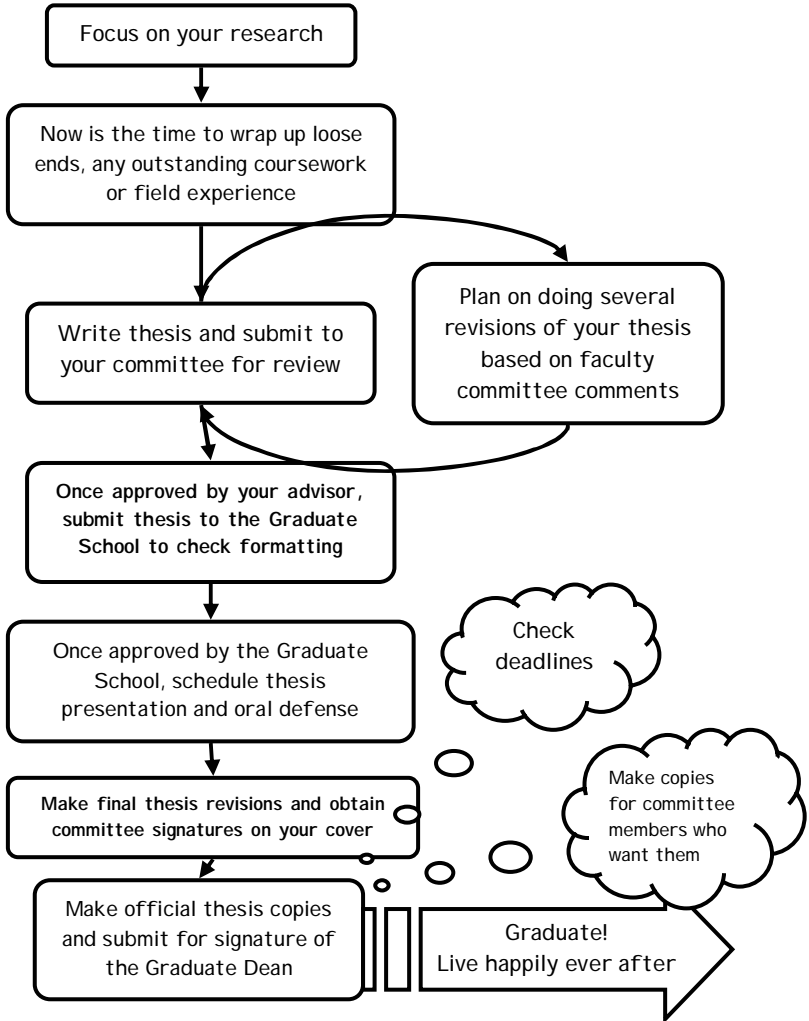 Focus on your research
Now is the time to wrap up loose
ends, any outstanding coursework
or field experience
Write thesis and submit to
your committee for review
Plan on doing several
revisions of your thesis
based on faculty
committee comments
Once approved by your advisor,
submit thesis to the Graduate
School to check formatting
Once approved by the Graduate
School, schedule thesis
presentation and oral defense
Check
deadlines
Make final thesis revisions and obtain
committee signatures on your cover
Make copies
for committee
members who
want them
Make official thesis copies
and submit for signature of
the Graduate Dean
Graduate!
Live happily ever after